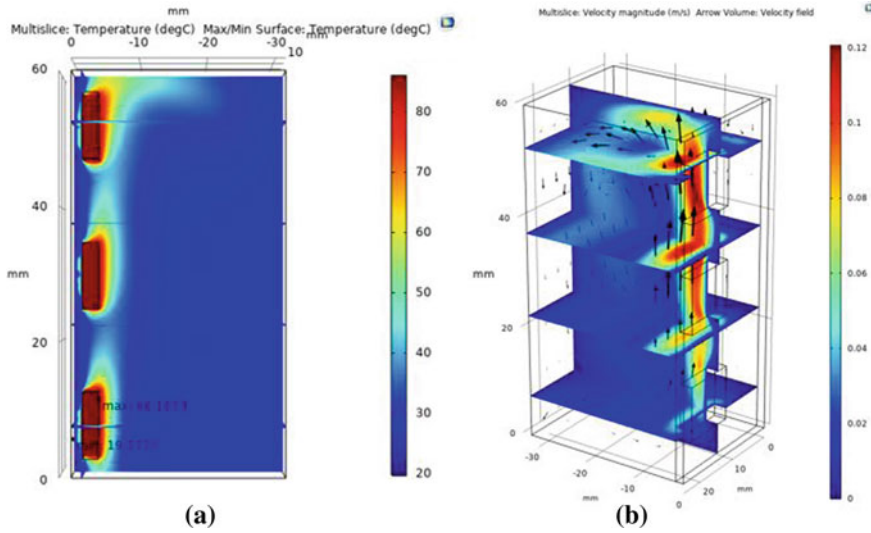 mm
Multislice: Temperature (degC) Max/Min Surface: Temperature (degC)
0 -10 -20 -30
mm
10
60
40
mm
20
0
80
70
60
50
40
30
20
max:
(a)
Multislice: Velocity magnitude (m/s) Arrow Volume: Velocity field
60
40
mm
20
0
-30
-20
mm
-10
0
20
mm
10
0
0.12
0.1
0.08
0.06
0.04
0.02
0
(b)